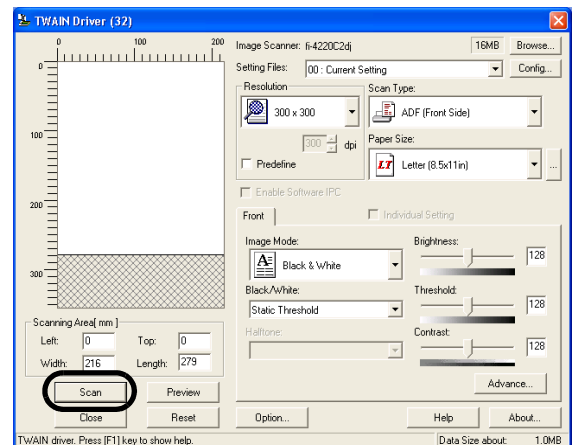 TWAIN Driver (32)
0 100 200
0
100
200
300
Image Scanner: fi-4220C2dj 16MB Browse...
Setting Files: 00 : Current Setting Config...
Resolution
300 x 300
300 dpi
Predefine
Scan Type:
ADF (Front Side)
Paper Size:
LT Letter (8.5x11in) ...
Enable Software IPC
Front Individual Setting
Image Mode:
A Black & White
Black/White:
Static Threshold
Halftone:
Brightness:
128
Threshold:
128
Contrast:
128
Advance...
Scanning Area[ mm ]
Left: 0 Top: 0
Width: 216 Length: 279
Scan Preview
Close Reset Option... Help About...
TWAIN driver. Press [F1] key to show help. Data Size about: 1.0MB